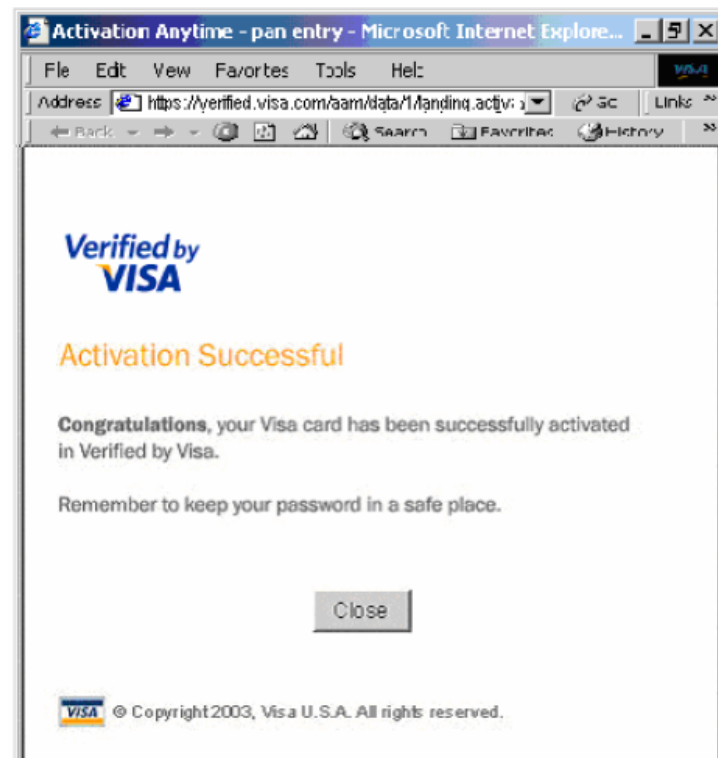 Activation Anytime - pan entry - Microsoft Internet Explore...
File Edit View Favorites Tools Help
Address https://verified.visa.com/aam/data/1/landing.activ
Go Links »
Back Search Favorites History »
Verified by
VISA
Activation Successful
Congratulations, your Visa card has been successfully activated
in Verified by Visa.
Remember to keep your password in a safe place.
Close
VISA © Copyright 2003, Visa U.S.A. All rights reserved.